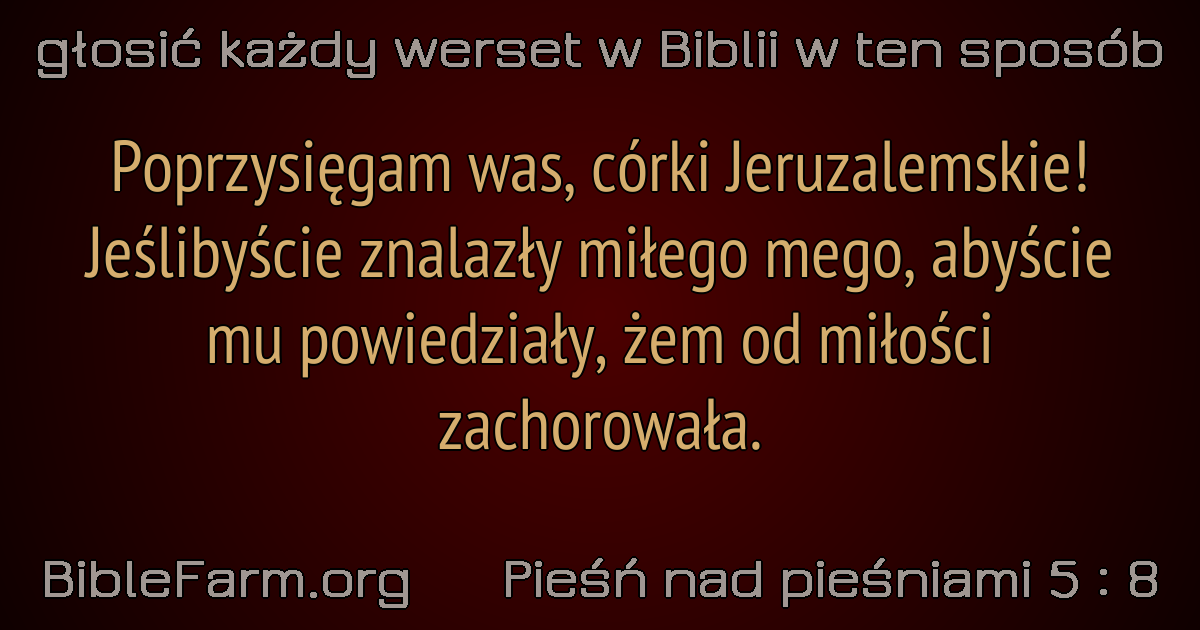 głosić każdy werset w Biblii w ten sposób
Poprzysięgam was, córki Jeruzalemskie!
Jeślibyście znalazły miłego mego, abyście
mu powiedziały, żem od miłości
zachorowała.
BibleFarm.org Pieśń nad pieśniami 5 : 8